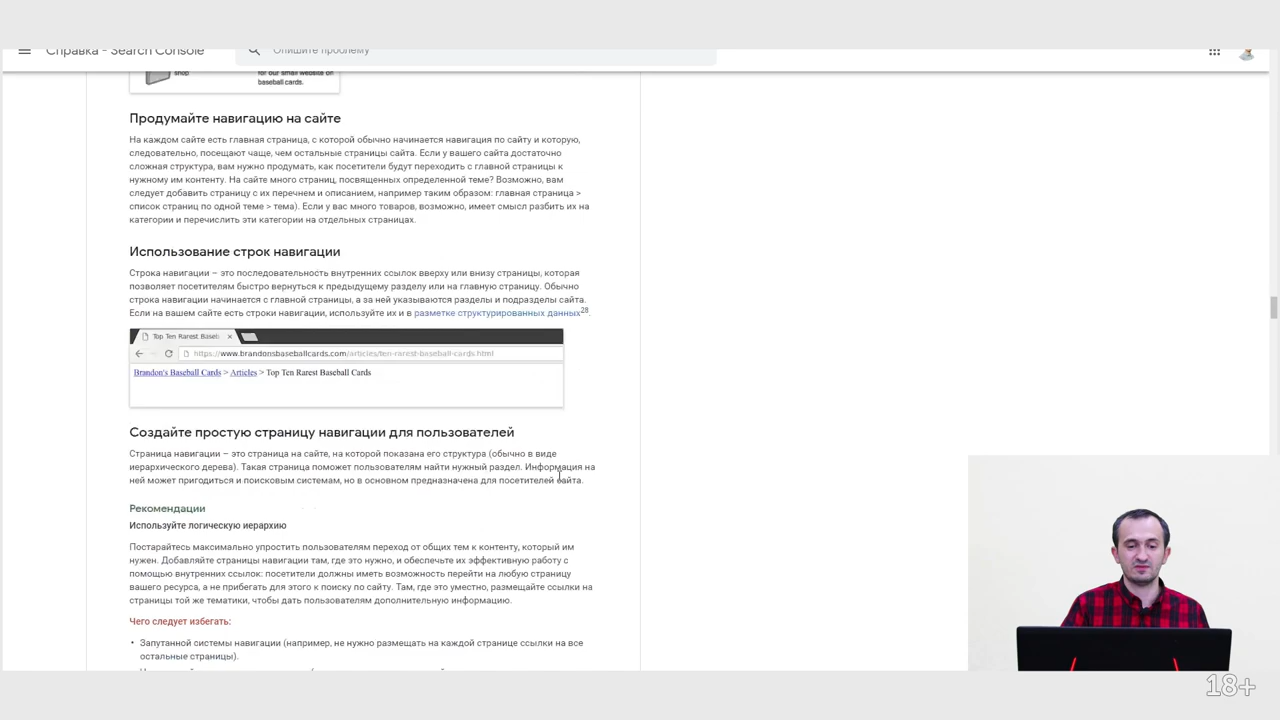 Справка - Search Console
Опишите проблему
shop
for our small website on
baseball cards.
Продумайте навигацию на сайте
На каждом сайте есть главная страница, с которой обычно начинается навигация по сайту и которую,
следовательно, посещают чаще, чем остальные страницы сайта. Если у вашего сайта достаточно
сложная структура, вам нужно продумать, как посетители будут переходить с главной страницы к
нужному им контенту. На сайте много страниц, посвященных определенной теме? Возможно, вам
следует добавить страницу с их перечнем и описанием, например таким образом: главная страница >
список страниц по одной теме > тема). Если у вас много товаров, возможно, имеет смысл разбить их на
категории и перечислить эти категории на отдельных страницах.
Использование строк навигации
Строка навигации – это последовательность внутренних ссылок вверху или внизу страницы, которая
позволяет посетителям быстро вернуться к предыдущему разделу или на главную страницу. Обычно
строка навигации начинается с главной страницы, а за ней указываются разделы и подразделы сайта.
Если на вашем сайте есть строки навигации, используйте их и в разметке структурированных данных28.
Top Ten Rarest Baseb
https://www.brandonsbaseballcards.com/articles/ten-rarest-baseball-cards.html
Brandon's Baseball Cards > Articles > Top Ten Rarest Baseball Cards
Создайте простую страницу навигации для пользователей
Страница навигации – это страница на сайте, на которой показана его структура (обычно в виде
иерархического дерева). Такая страница поможет пользователям найти нужный раздел. Информация на
ней может пригодиться и поисковым системам, но в основном предназначена для посетителей сайта.
Рекомендации
Используйте логическую иерархию
Постарайтесь максимально упростить пользователям переход от общих тем к контенту, который им
нужен. Добавляйте страницы навигации там, где это нужно, и обеспечьте их эффективную работу с
помощью внутренних ссылок: посетители должны иметь возможность перейти на любую страницу
вашего ресурса, а не прибегать для этого к поиску по сайту. Там, где это уместно, размещайте ссылки на
страницы той же тематики, чтобы дать пользователям дополнительную информацию.
Чего следует избегать:
• Запутанной системы навигации (например, не нужно размещать на каждой странице ссылки на все
остальные страницы).
18+